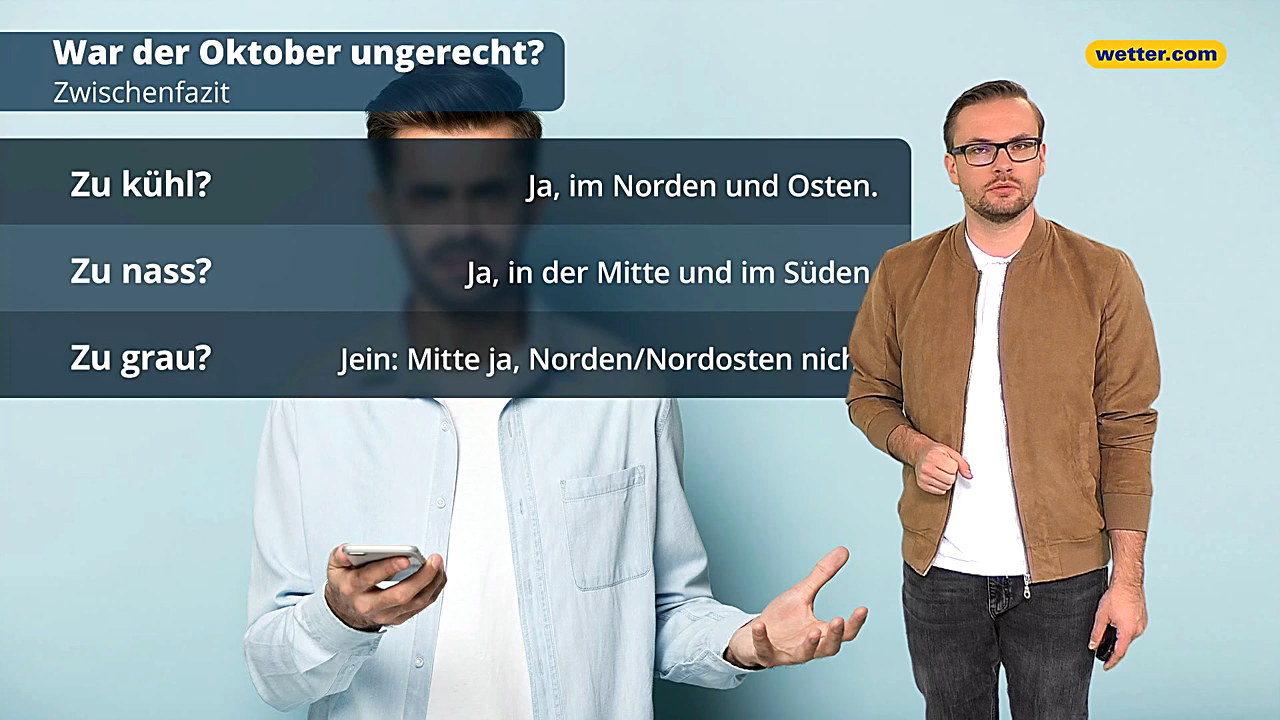 War der Oktober ungerecht?
Zwischenfazit
wetter.com
Zu kühl? Ja, im Norden und Osten.
Zu nass? Ja, in der Mitte und im Süden
Zu grau? Jein: Mitte ja, Norden/Nordosten nich